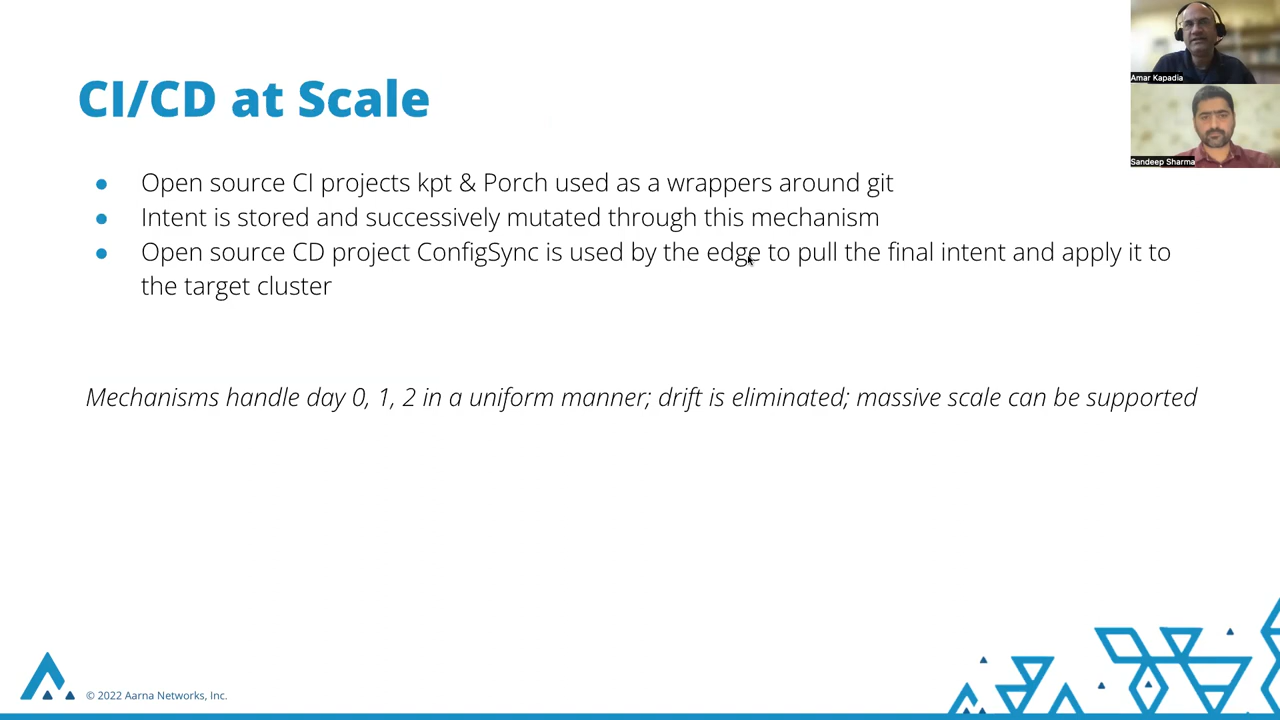 CI/CD at Scale
Amar Kapadia
Sandeep Sharma
● Open source CI projects kpt & Porch used as a wrappers around git
● Intent is stored and successively mutated through this mechanism
● Open source CD project ConfigSync is used by the edge to pull the final intent and apply it to
the target cluster
Mechanisms handle day 0, 1, 2 in a uniform manner; drift is eliminated; massive scale can be supported
© 2022 Aarna Networks, Inc.